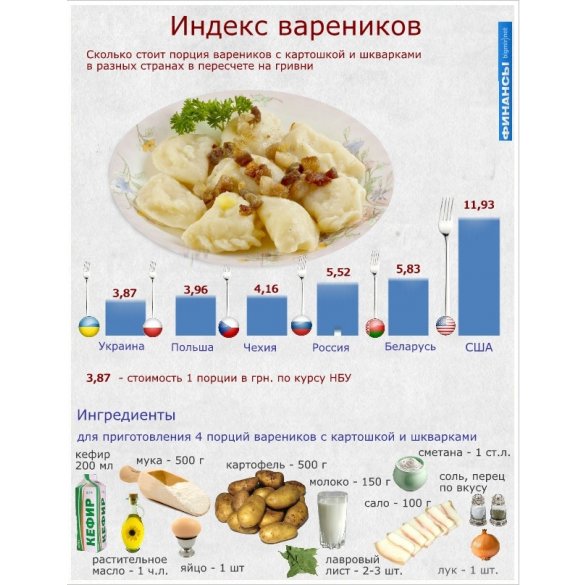 Индекс вареников
Сколько стоит порция вареников с картошкой и шкварками
в разных странах в пересчете на гривни
ФИНАНСЫ
bigmir)net
3,87
3,96
4,16
5,52
5,83
11,93
Украина
Польша
Чехия
Россия
Беларусь
США
3,87 - стоимость 1 порции в грн. по курсу НБУ
Ингредиенты
для приготовления 4 порций вареников с картошкой и шкварками
кефир
200 мл
мука - 500 г
картофель - 500 г
молоко - 150 г
сметана - 1 ст.л.
сало - 100 г
соль, перец
по вкусу
КЕФИР
растительное
масло - 1 ч.л.
яйцо - 1 шт
лавровый
лист - 2-3 шт.
лук - 1 шт.